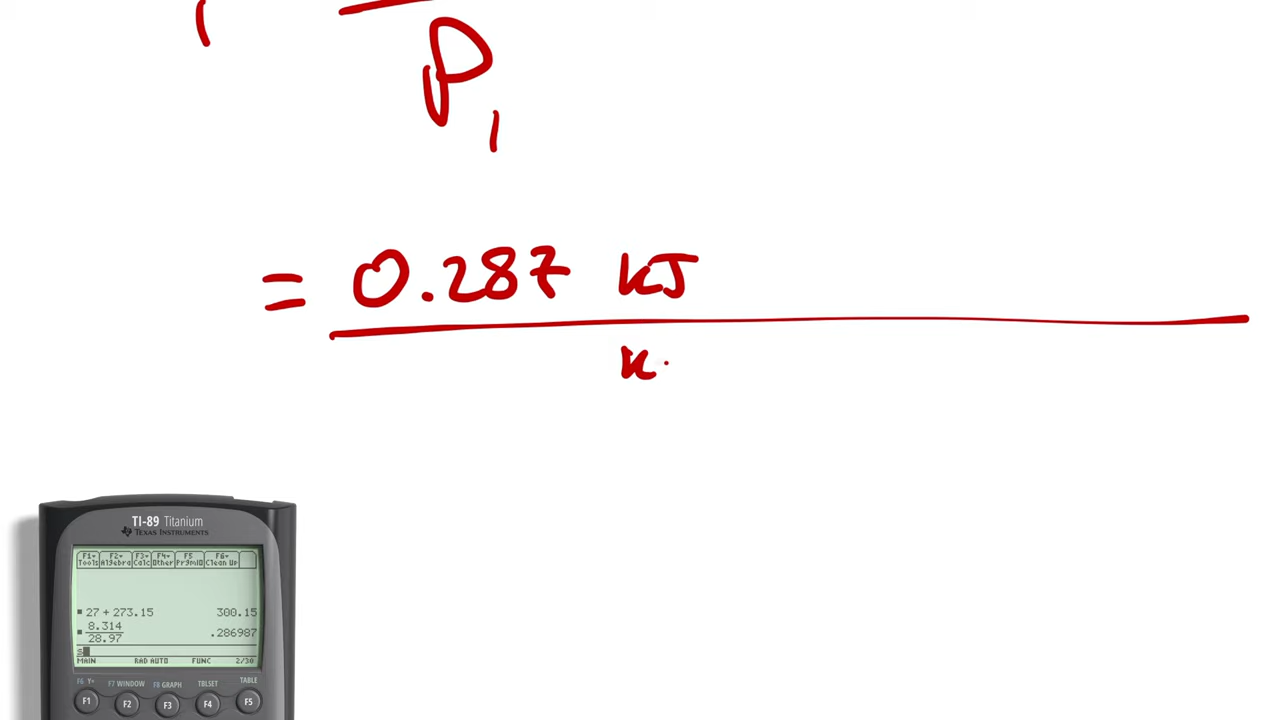 1
P1
= 0.287 kJ
k.
TI-89 Titanium
TEXAS INSTRUMENTS
F1▾ F2▾ F3▾ F4▾ F5 F6▾
Tools Algebra Calc Other PrgmIO Clean Up
▪ 27 + 273.15 300.15
▪ 8.314
28.97 .286987
MAIN RAD AUTO FUNC 2/30
F6 Y= F7 WINDOW F8 GRAPH TBLSET TABLE
F1 F2 F3 F4 F5